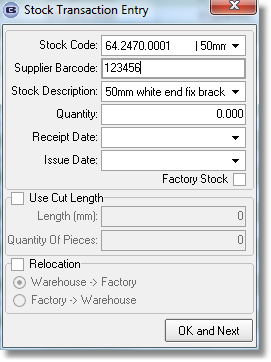 Stock Transaction Entry
Stock Code: 64.2470.0001 | 50mm
Supplier Barcode: 123456
Stock Description: 50mm white end fix brack
Quantity: 0.000
Receipt Date:
Issue Date:
Factory Stock
Use Cut Length
Length (mm): 0
Quantity Of Pieces: 0
Relocation
Warehouse -> Factory
Factory -> Warehouse
OK and Next